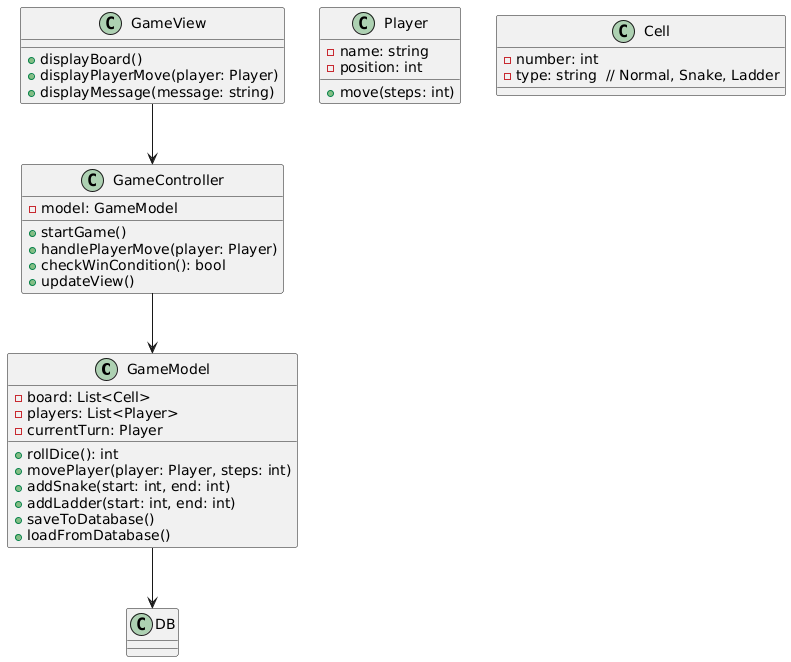 C GameView
displayBoard()
displayPlayerMove(player: Player)
displayMessage(message: string)
C Player
name: string
position: int
move(steps: int)
C Cell
number: int
type: string  // Normal, Snake, Ladder
C GameController
model: GameModel
startGame()
handlePlayerMove(player: Player)
checkWinCondition(): bool
updateView()
C GameModel
board: List<Cell>
players: List<Player>
currentTurn: Player
rollDice(): int
movePlayer(player: Player, steps: int)
addSnake(start: int, end: int)
addLadder(start: int, end: int)
saveToDatabase()
loadFromDatabase()
C DB